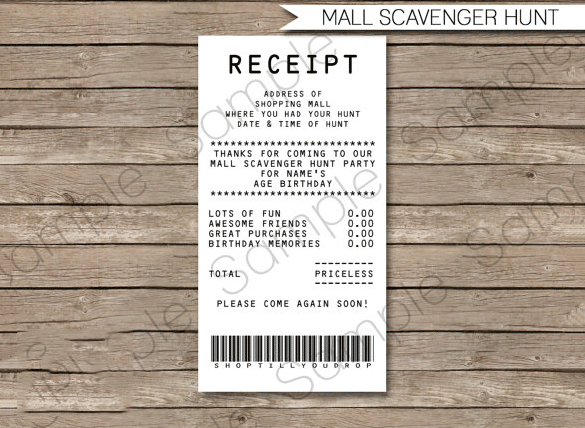 MALL SCAVENGER HUNT
RECEIPT
ADDRESS OF
SHOPPING MALL
WHERE YOU HAD YOUR HUNT
DATE & TIME OF HUNT
*********************************
THANKS FOR COMING TO OUR
MALL SCAVENGER HUNT PARTY
FOR NAME'S
AGE BIRTHDAY
*********************************
LOTS OF FUN 0.00
AWESOME FRIENDS 0.00
GREAT PURCHASES 0.00
BIRTHDAY MEMORIES 0.00
---------
TOTAL PRICELESS
---------
PLEASE COME AGAIN SOON!
SHOPTILLYOUDROP
Sample
Sample
Sample
Sample
Sample
Sample